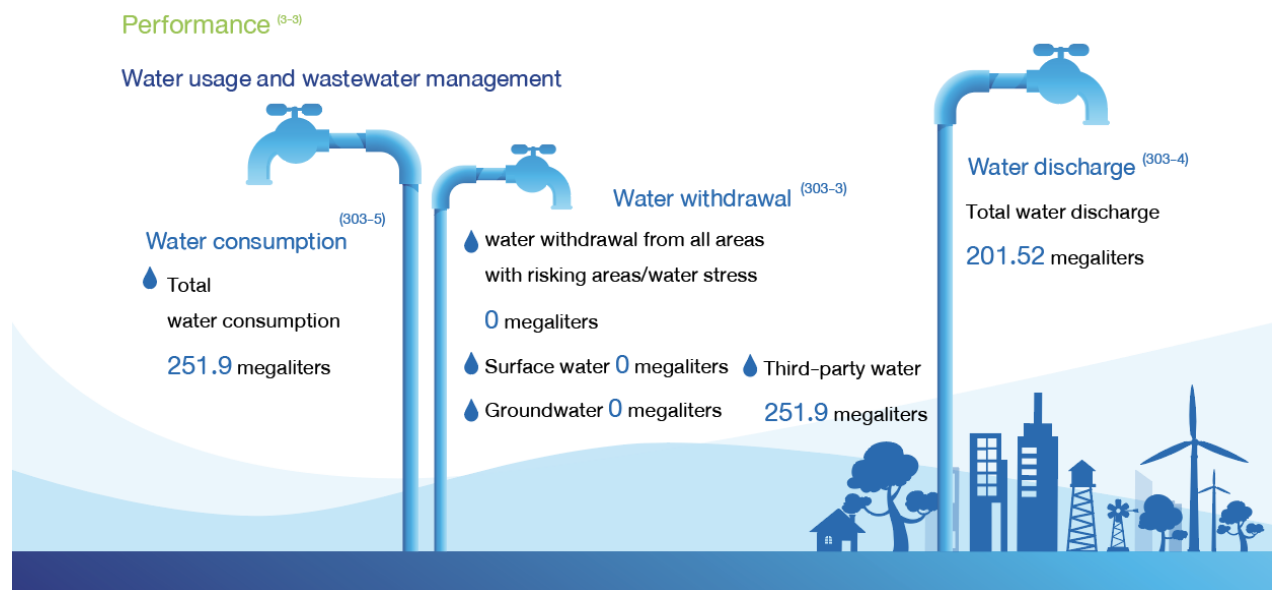 Performance (3-3)
Water usage and wastewater management
Water consumption (303-5)
Total
water consumption
251.9 megaliters
Water withdrawal (303-3)
water withdrawal from all areas
with risking areas/water stress
0 megaliters
Surface water 0 megaliters
Groundwater 0 megaliters
Third-party water
251.9 megaliters
Water discharge (303-4)
Total water discharge
201.52 megaliters